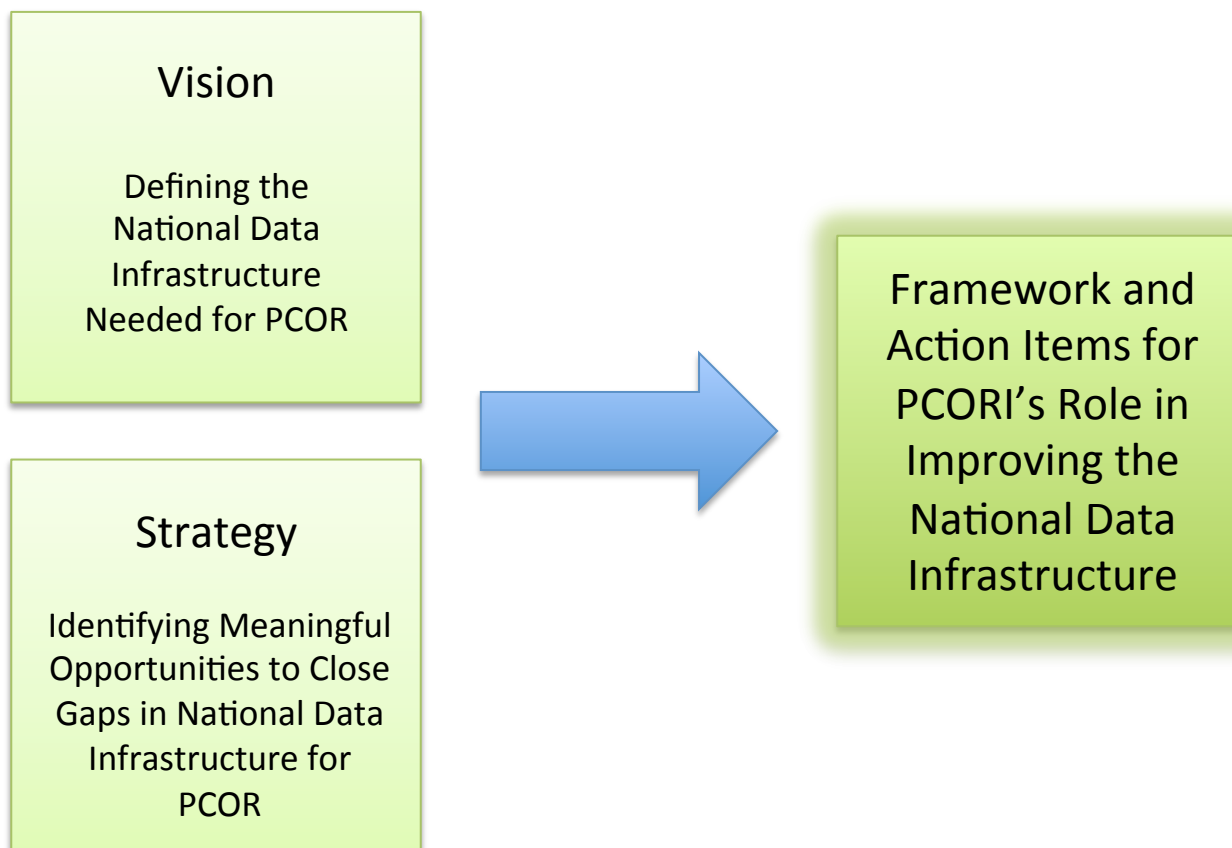 Vision
Defining the
National Data
Infrastructure
Needed for PCOR
Strategy
Identifying Meaningful
Opportunities to Close
Gaps in National Data
Infrastructure for
PCOR
Framework and
Action Items for
PCORI’s Role in
Improving the
National Data
Infrastructure